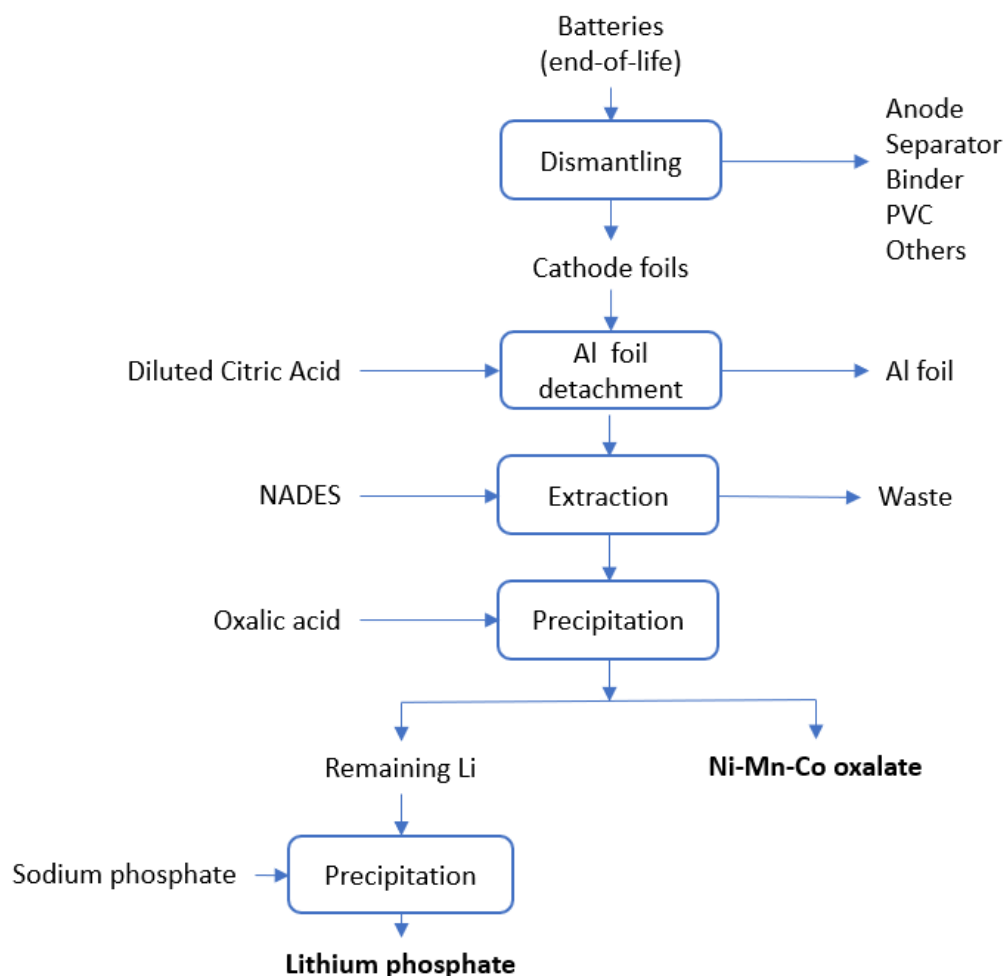 Batteries
(end-of-life)
Dismantling
Anode
Separator
Binder
PVC
Others
Cathode foils
Diluted Citric Acid
Al foil
detachment
Al foil
NADES
Extraction
Waste
Oxalic acid
Precipitation
Remaining Li
Ni-Mn-Co oxalate
Sodium phosphate
Precipitation
Lithium phosphate